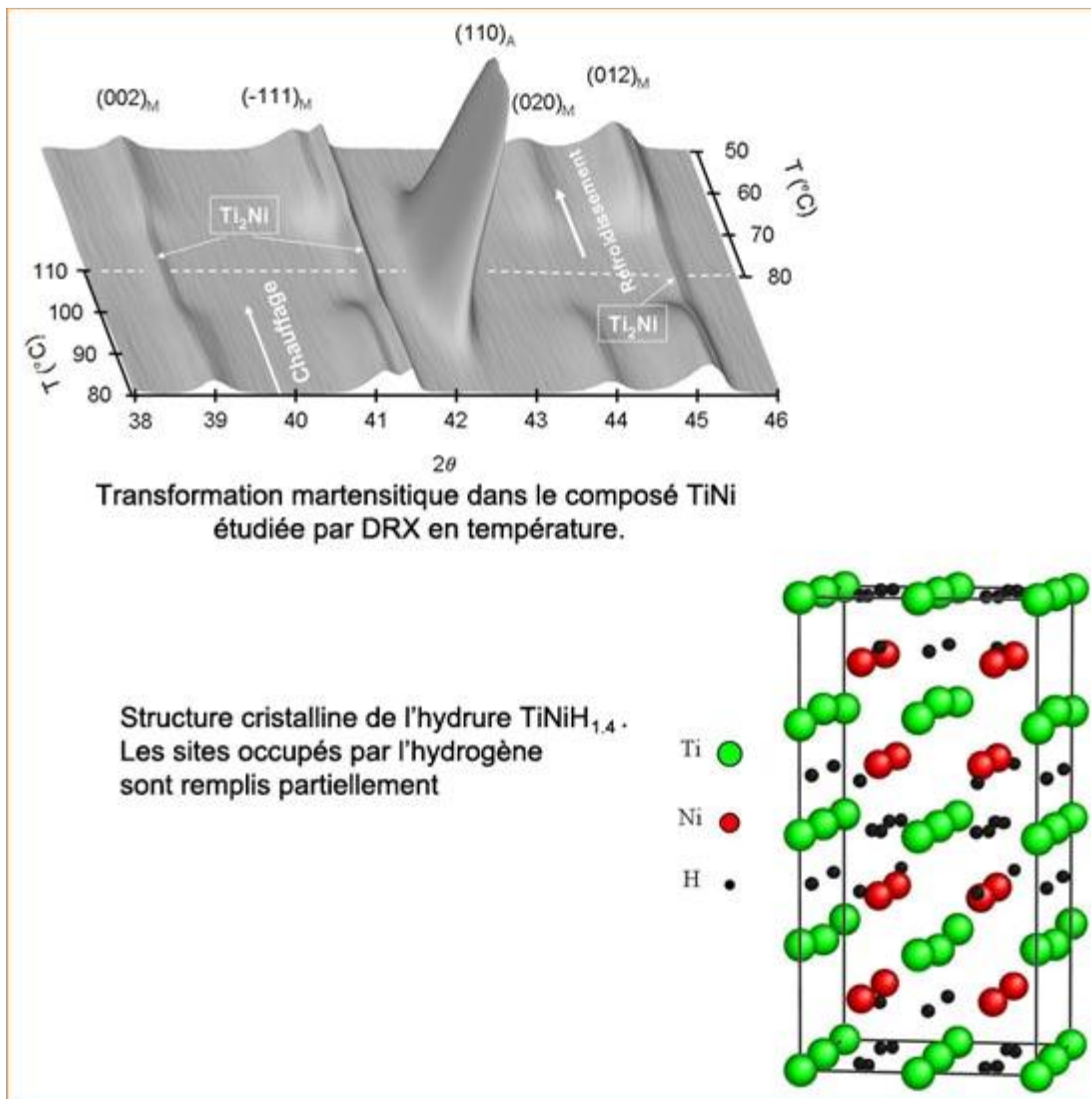 (110)A
(002)M
(-111)M
(020)M
(012)M
Ti2Ni
Refroidissement
50
60
70
80
T (°C)
110
100
90
80
T (°C)
Chauffage
Ti2Ni
38
39
40
41
42
43
44
45
46
2θ
Transformation martensitique dans le composé TiNi
étudiée par DRX en température.
Structure cristalline de l'hydrure TiNiH1.4 .
Les sites occupés par l'hydrogène
sont remplis partiellement
Ti
Ni
H